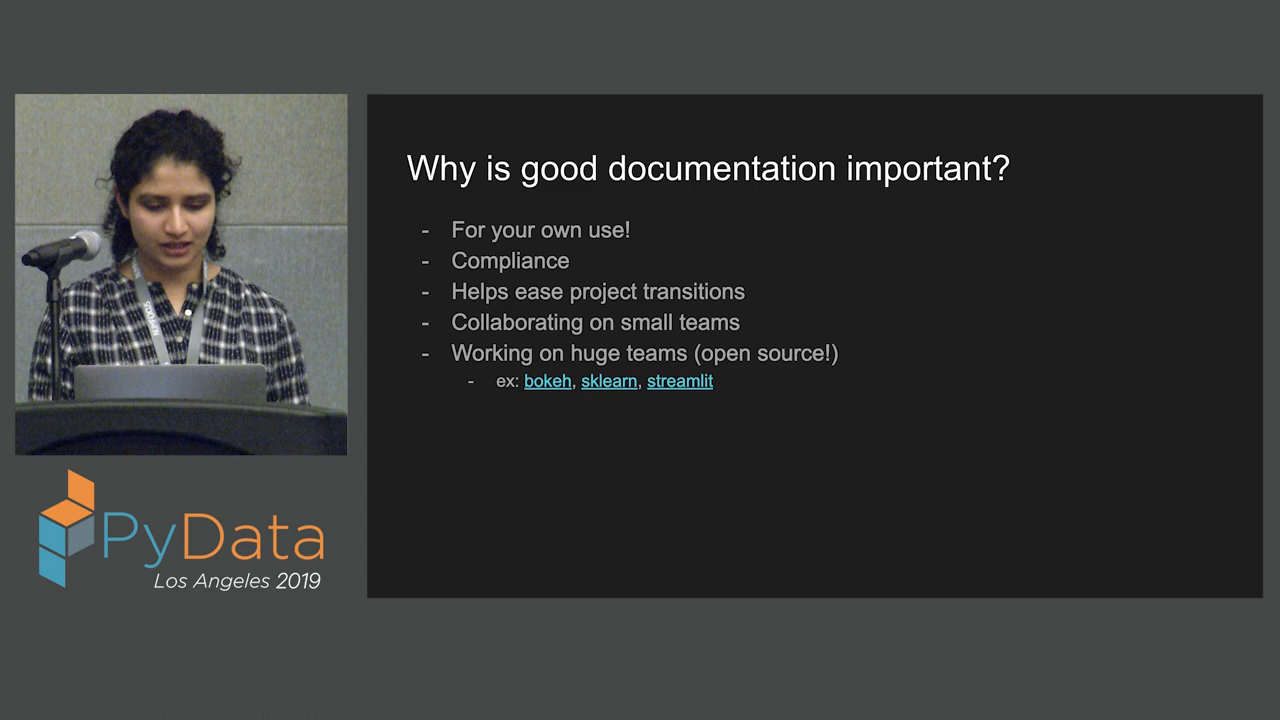 Why is good documentation important?
- For your own use!
- Compliance
- Helps ease project transitions
- Collaborating on small teams
- Working on huge teams (open source!)
- ex: bokeh, sklearn, streamlit
PyData
Los Angeles 2019